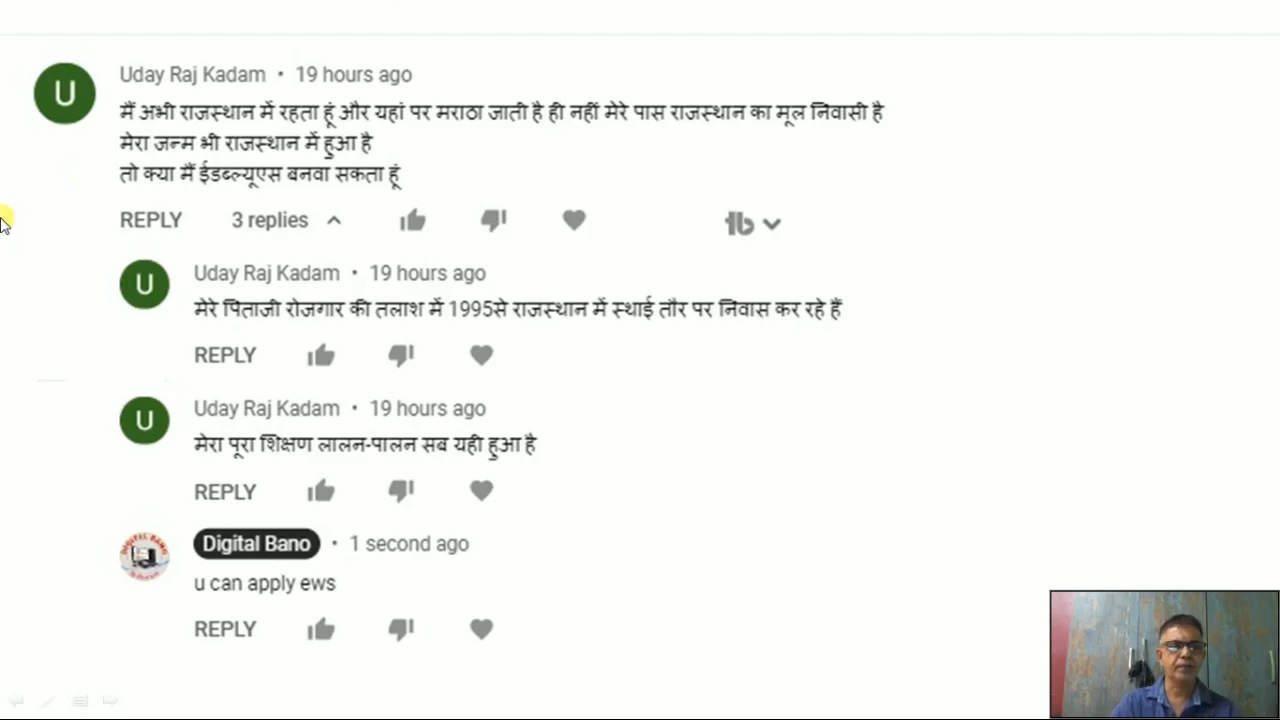 Uday Raj Kadam • 19 hours ago
मैं अभी राजस्थान में रहता हूं और यहां पर मराठा जाती है ही नहीं मेरे पास राजस्थान का मूल निवासी है
मेरा जन्म भी राजस्थान में हुआ है
तो क्या मैं ईडब्ल्यूएस बनवा सकता हूं
REPLY 3 replies
Uday Raj Kadam • 19 hours ago
मेरे पिताजी रोजगार की तलाश में 1995से राजस्थान में स्थाई तौर पर निवास कर रहे हैं
REPLY
Uday Raj Kadam • 19 hours ago
मेरा पूरा शिक्षण लालन-पालन सब यही हुआ है
REPLY
Digital Bano • 1 second ago
u can apply ews
REPLY